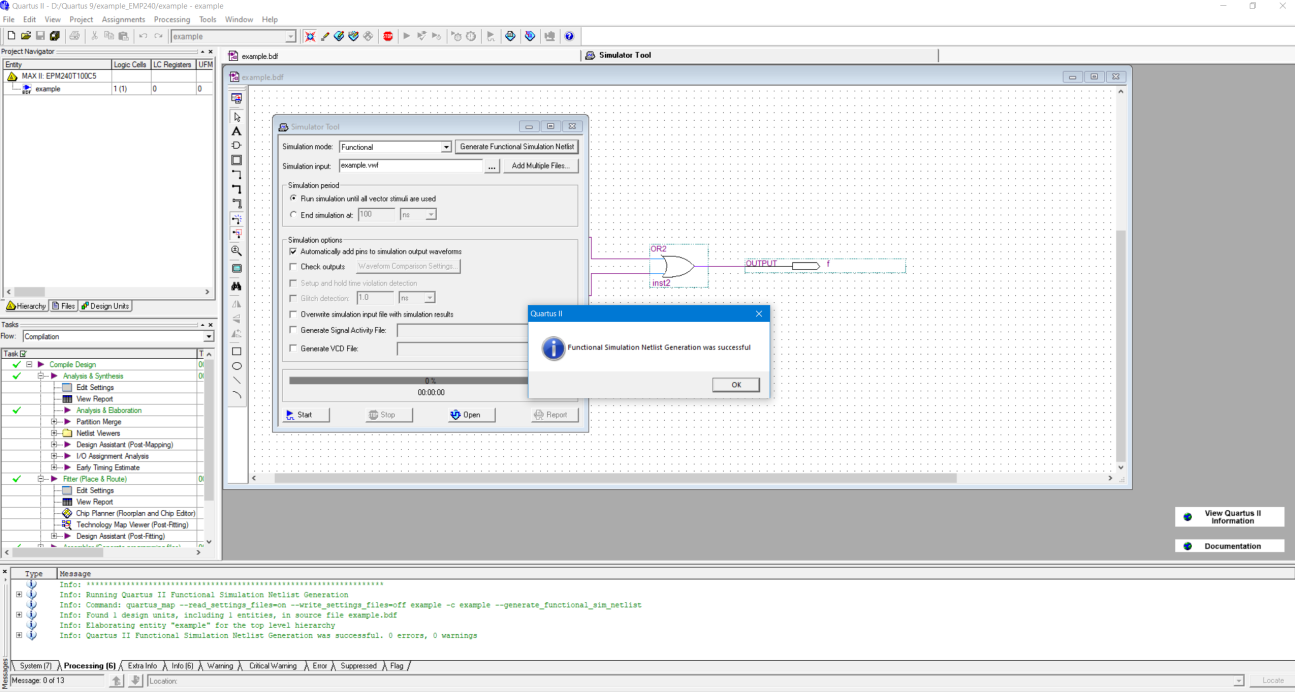 Quartus II - D:/Quartus 9/example_EMP240/example - example
File Edit View Project Assignments Processing Tools Window Help
example
Project Navigator
Entity Logic Cells LC Registers UFM
MAX II: EPM240T100C5
example 1 (1) 0 0
Hierarchy Files Design Units
Tasks
Flow: Compilation
Task T
Compile Design 00
Analysis & Synthesis 00
Edit Settings
View Report
Analysis & Elaboration
Partition Merge
Netlist Viewers
Design Assistant (Post-Mapping)
I/O Assignment Analysis
Early Timing Estimate
Fitter (Place & Route) 00
Edit Settings
View Report
Chip Planner (Floorplan and Chip Editor)
Technology Map Viewer (Post-Fitting)
Design Assistant (Post-Fitting)
Assembler (Generate programming files)
example.bdf
Simulator Tool
example.bdf
Simulator Tool
Simulation mode: Functional Generate Functional Simulation Netlist
Simulation input: example.vwf ... Add Multiple Files...
Simulation period
Run simulation until all vector stimuli are used
End simulation at: 100 ns
Simulation options
Automatically add pins to simulation output waveforms
Check outputs Waveform Comparison Settings...
Setup and hold time violation detection
Glitch detection: 1.0 ns
Overwrite simulation input file with simulation results
Generate Signal Activity File:
Generate VCD File:
0 %
00:00:00
Start Stop Open Report
OR2
inst2
OUTPUT f
Quartus II
Functional Simulation Netlist Generation was successful
OK
View Quartus II
Information
Documentation
Type Message
Info: *******************************************************************
Info: Running Quartus II Functional Simulation Netlist Generation
Info: Command: quartus_map --read_settings_files=on --write_settings_files=off example -c example --generate_functional_sim_netlist
Info: Found 1 design units, including 1 entities, in source file example.bdf
Info: Elaborating entity "example" for the top level hierarchy
Info: Quartus II Functional Simulation Netlist Generation was successful. 0 errors, 0 warnings
System (7) Processing (6) Extra Info Info (6) Warning Critical Warning Error Suppressed Flag
Messages
Message: 0 of 13 Location: Locate